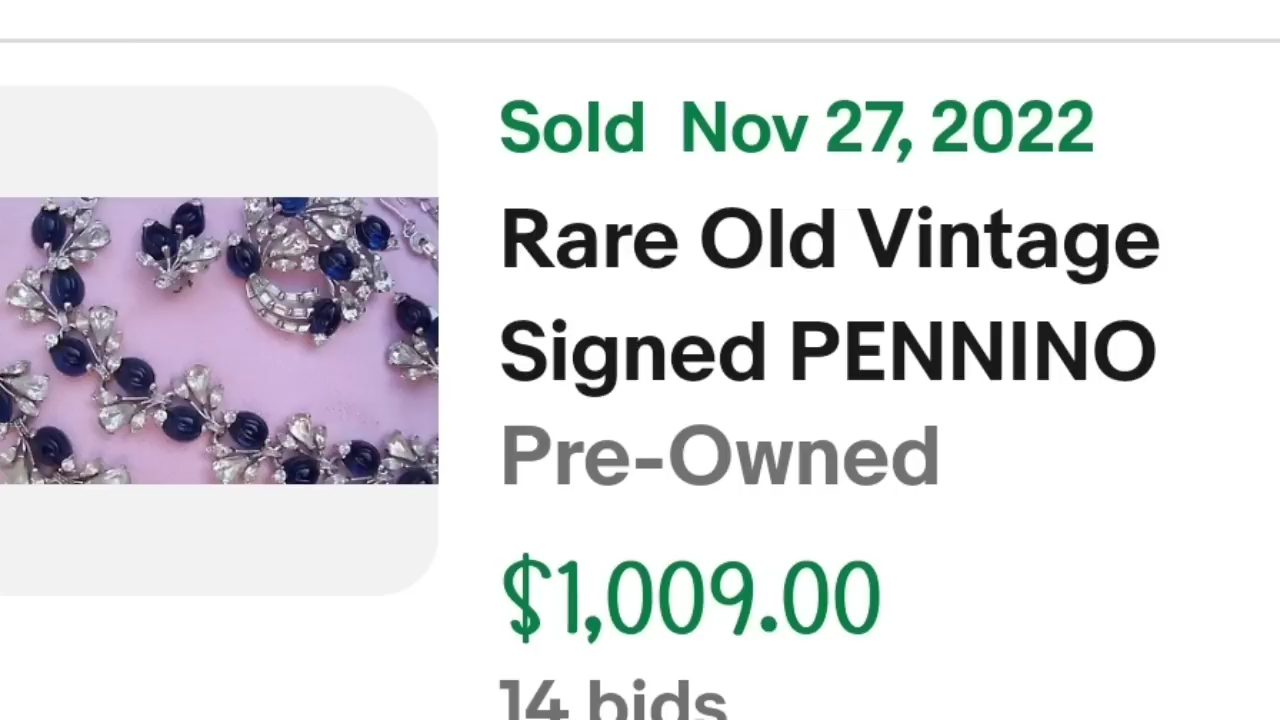 Sold Nov 27, 2022
Rare Old Vintage
Signed PENNINO
Pre-Owned
$1,009.00
14 bids